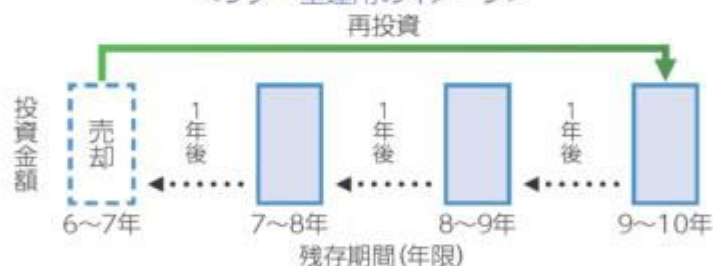 再投資
投資金額
売却
1年後
1年後
1年後
6〜7年
7〜8年
8〜9年
9〜10年
残存期間(年限)